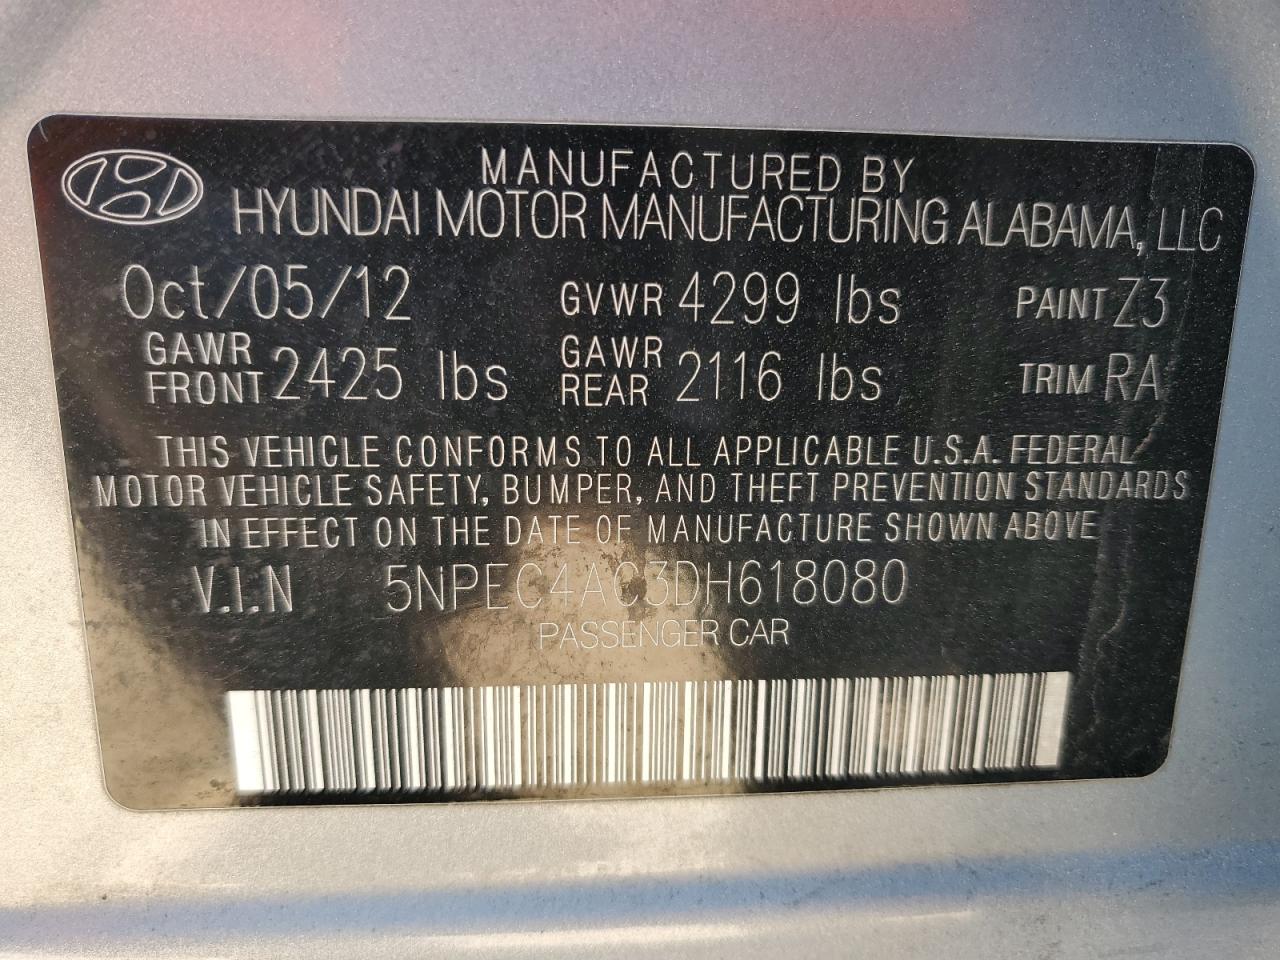 MANUFACTURED BY
HYUNDAI MOTOR MANUFACTURING ALABAMA, LLC
Oct/05/12 GVWR 4299 lbs PAINT Z3
GAWR FRONT 2425 lbs GAWR REAR 2116 lbs TRIM RA
THIS VEHICLE CONFORMS TO ALL APPLICABLE U.S.A. FEDERAL
MOTOR VEHICLE SAFETY, BUMPER, AND THEFT PREVENTION STANDARDS
IN EFFECT ON THE DATE OF MANUFACTURE SHOWN ABOVE
V.I.N 5NPEC4AC3DH618080
PASSENGER CAR